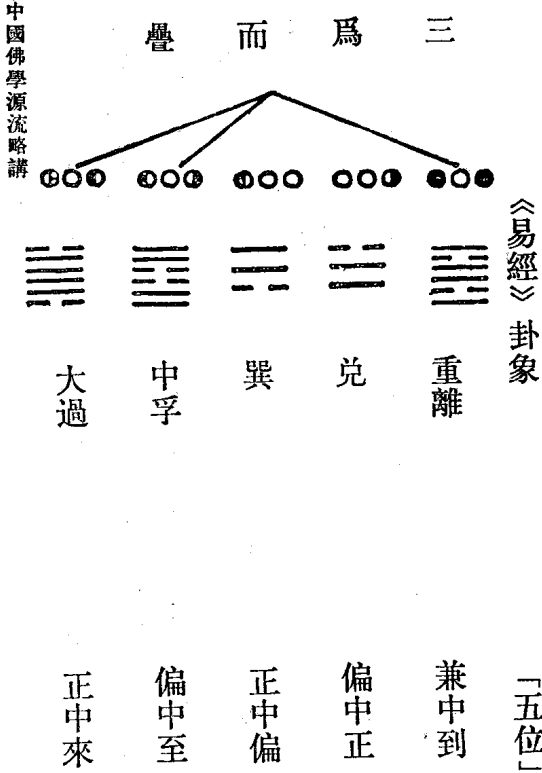 中國佛學源流略講
疊而爲三
《易經》卦象
「五位」
重離
兼中到
兑
偏中正
巽
正中偏
中孚
偏中至
大過
正中來